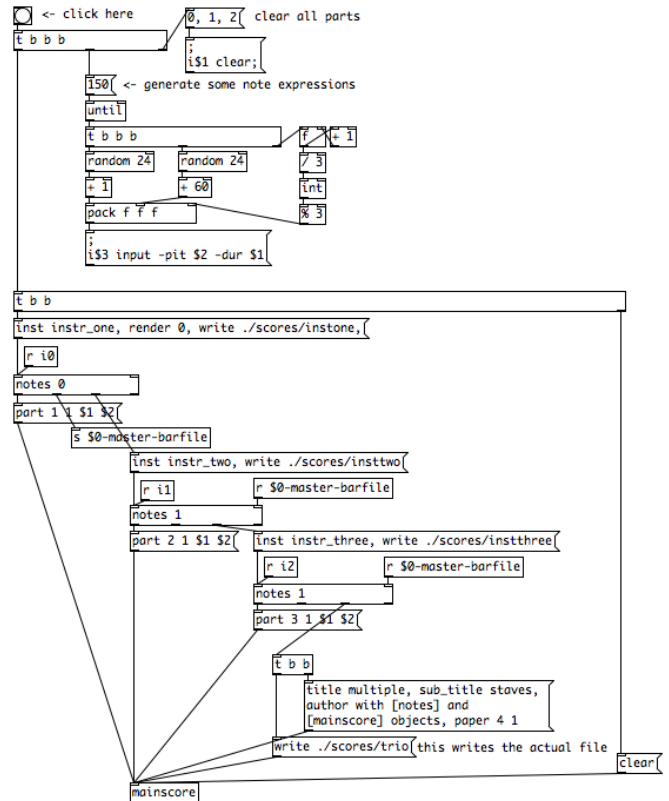 <- click here
0, 1, 2
clear all parts
t b b b
;
i$1 clear;
150
<- generate some note expressions
until
t b b b
f
+ 1
random 24
random 24
/ 3
+ 1
+ 60
int
pack f f f
% 3
;
i$3 input -pit $2 -dur $1
t b b
inst instr_one, render 0, write ./scores/instone,
r i0
notes 0
part 1 1 $1 $2
s $0-master-barfile
inst instr_two, write ./scores/insttwo
r i1
r $0-master-barfile
notes 1
part 2 1 $1 $2
inst instr_three, write ./scores/instthree
r i2
r $0-master-barfile
notes 1
part 3 1 $1 $2
t b b
title multiple, sub_title staves,
author with [notes] and
[mainscore] objects, paper 4 1
write ./scores/trio
this writes the actual file
clear
mainscore